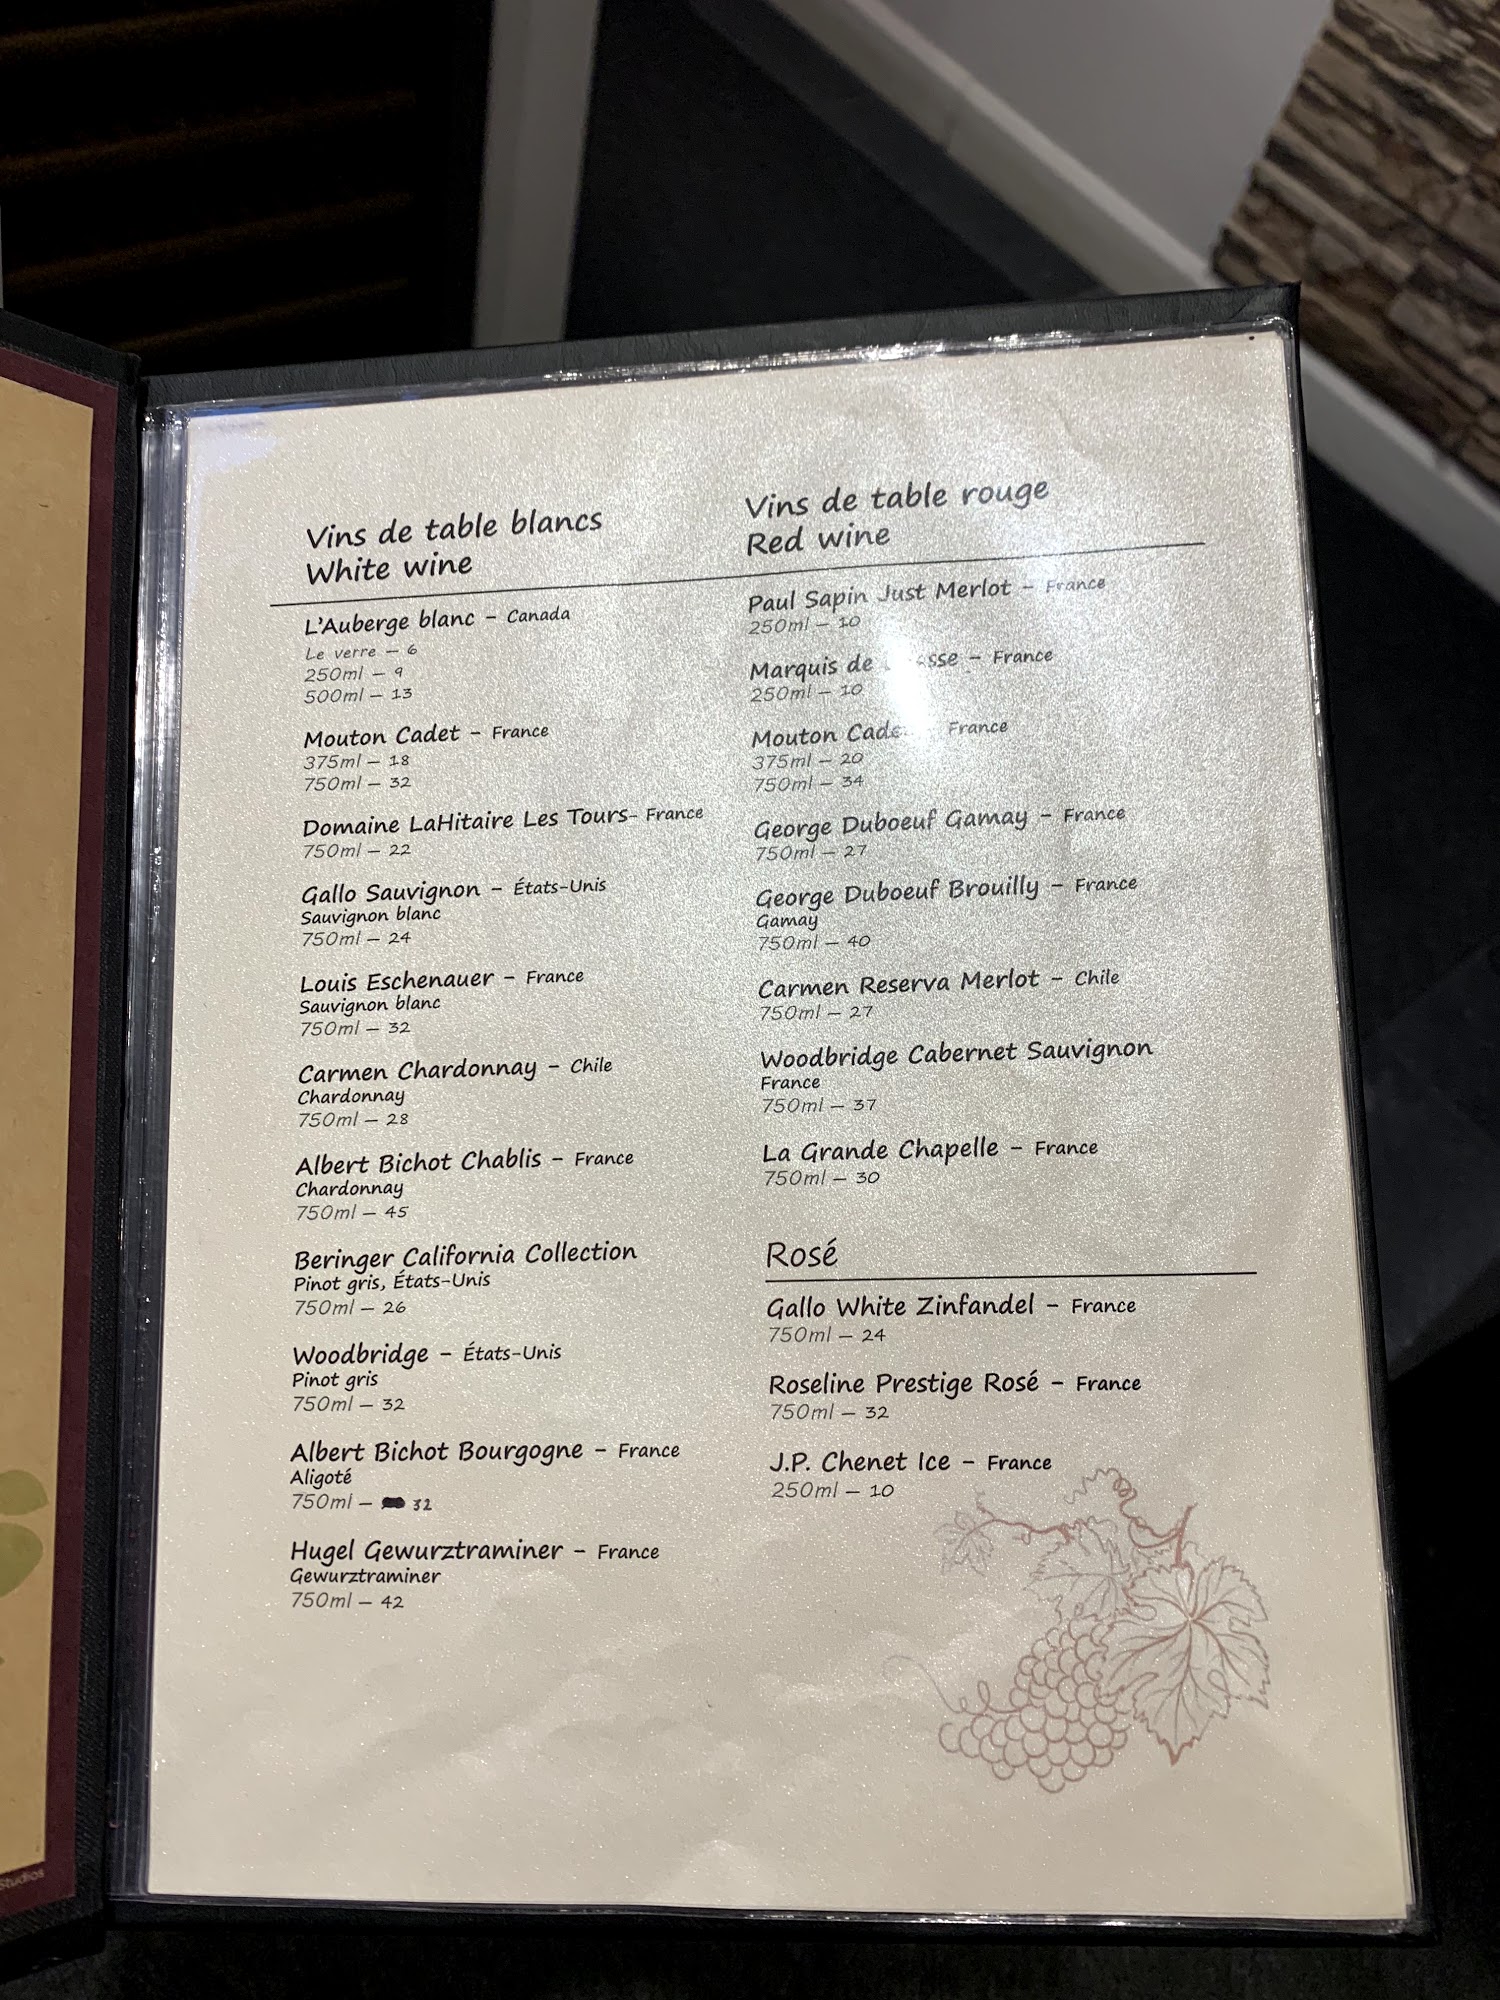 Vins de table blancs
White wine
L'Auberge blanc – Canada
Le verre – 6
250ml – 9
500ml – 13
Mouton Cadet – France
375ml – 18
750ml – 32
Domaine LaHitaire Les Tours– France
750ml – 22
Gallo Sauvignon – États-Unis
Sauvignon blanc
750ml – 24
Louis Eschenauer – France
Sauvignon blanc
750ml – 32
Carmen Chardonnay – Chile
Chardonnay
750ml – 28
Albert Bichot Chablis – France
Chardonnay
750ml – 45
Beringer California Collection
Pinot gris, États-Unis
750ml – 26
Woodbridge – États-Unis
Pinot gris
750ml – 32
Albert Bichot Bourgogne – France
Aligoté
750ml – 32
Hugel Gewurztraminer – France
Gewurztraminer
750ml – 42
Vins de table rouge
Red wine
Paul Sapin Just Merlot – France
250ml – 10
Marquis de – France
250ml – 10
Mouton France
375ml – 20
750ml – 34
George Duboeuf Gamay – France
750ml – 27
George Duboeuf Brouilly – France
Gamay
750ml – 40
Carmen Reserva Merlot – Chile
750ml – 27
Woodbridge Cabernet Sauvignon
France
750ml – 37
La Grande Chapelle – France
750ml – 30
Rosé
Gallo White Zinfandel – France
750ml – 24
Roseline Prestige Rosé – France
750ml – 32
J.P. Chenet Ice – France
250ml – 10
Studios